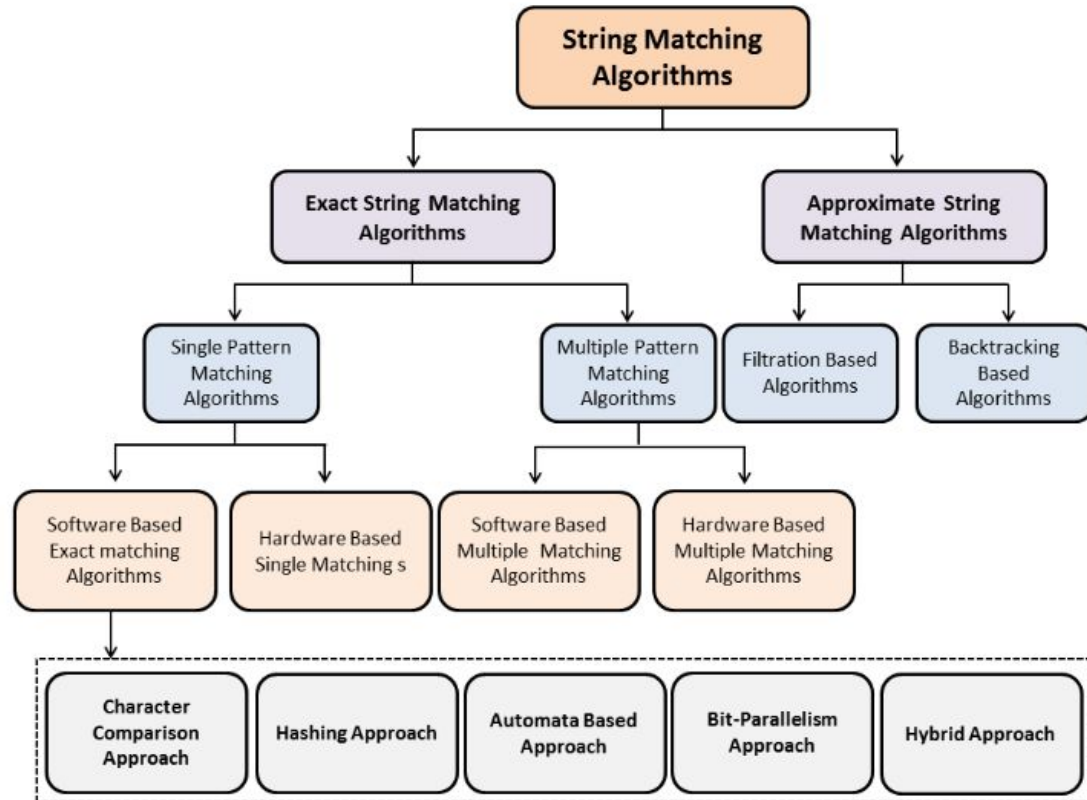 String Matching
Algorithms
Exact String Matching
Algorithms
Approximate String
Matching Algorithms
Single Pattern
Matching
Algorithms
Multiple Pattern
Matching
Algorithms
Filtration Based
Algorithms
Backtracking
Based
Algorithms
Software Based
Exact matching
Algorithms
Hardware Based
Single Matching s
Software Based
Multiple Matching
Algorithms
Hardware Based
Multiple Matching
Algorithms
Character
Comparison
Approach
Hashing Approach
Automata Based
Approach
Bit-Parallelism
Approach
Hybrid Approach